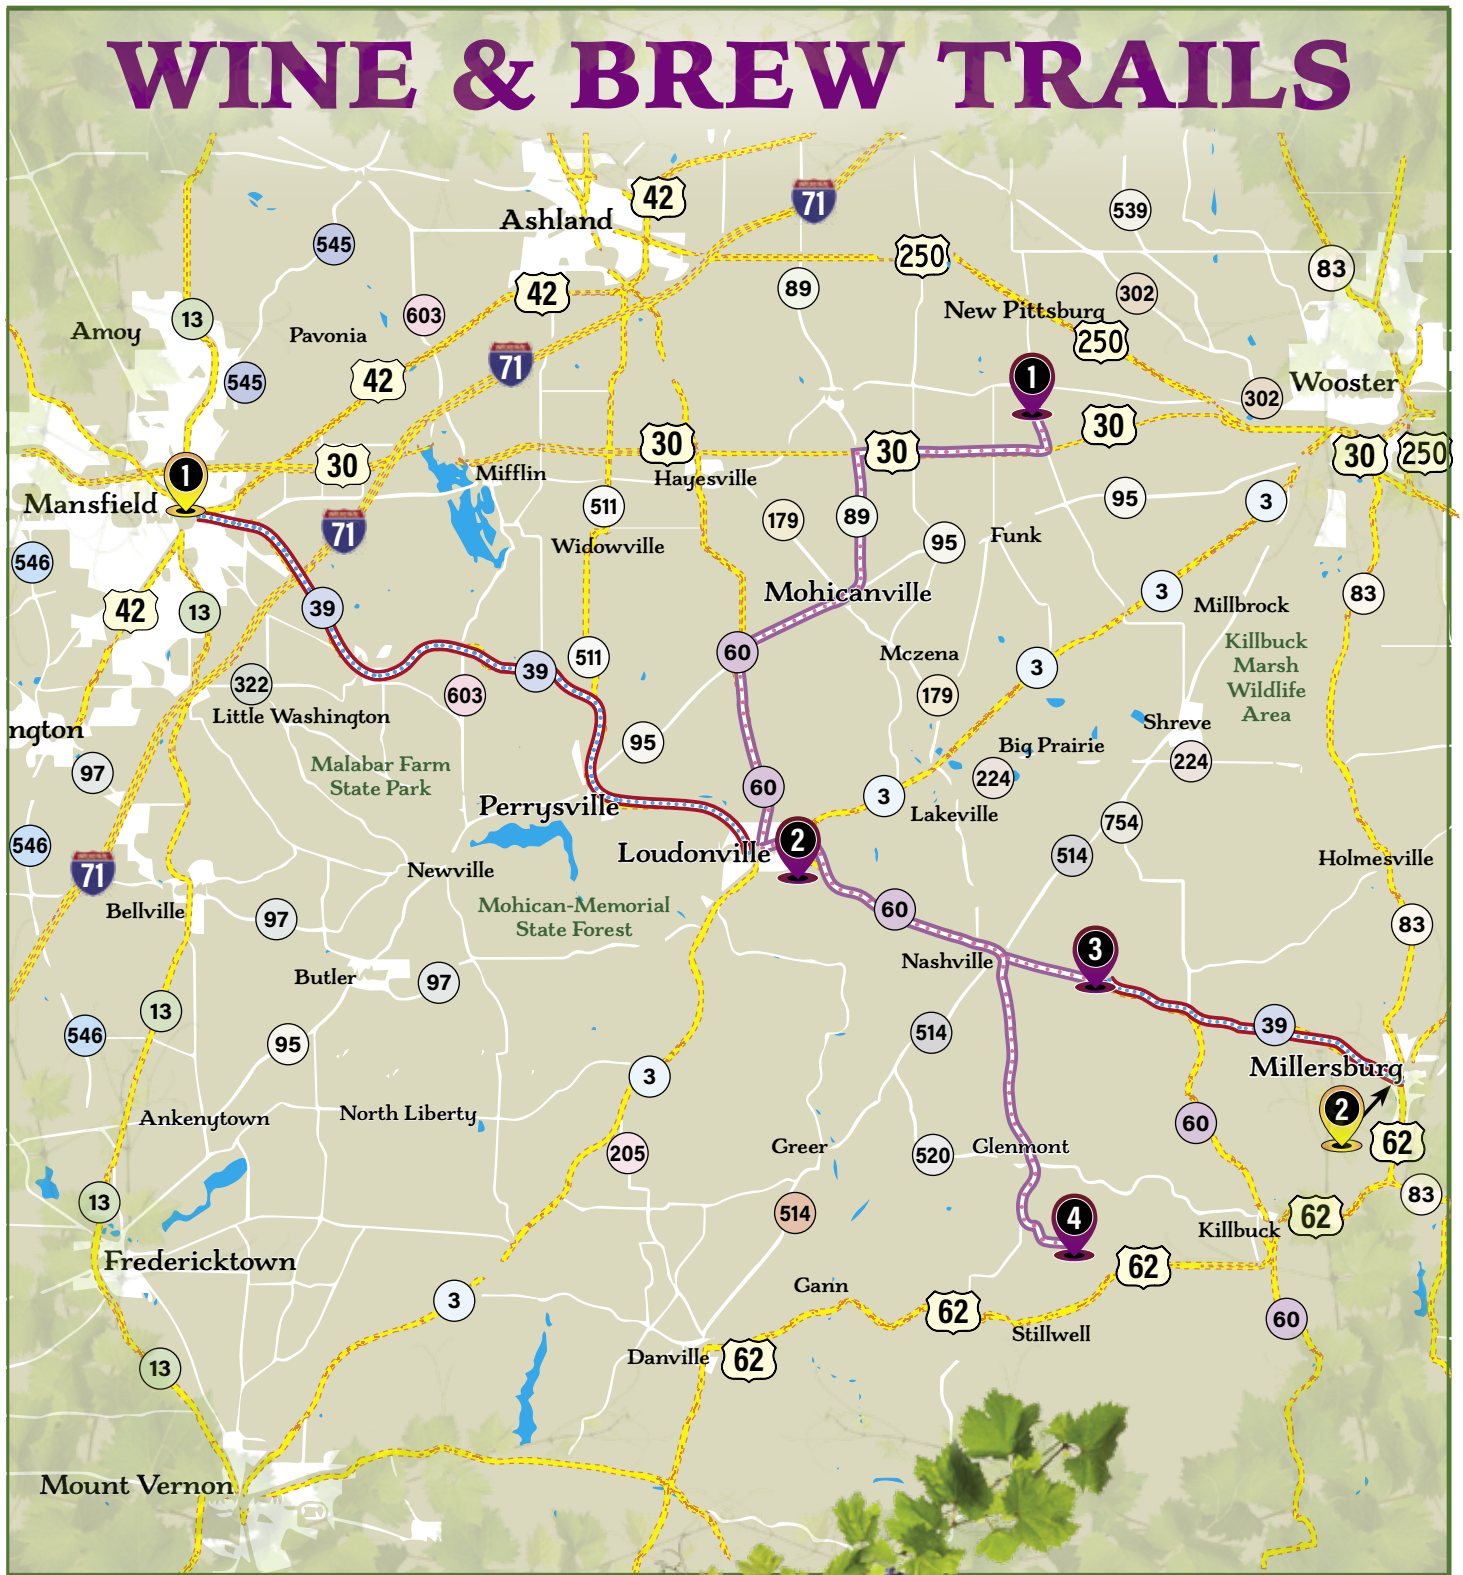 WINE & BREW TRAILS
42
71
Ashland
539
545
250
83
42
89
302
13
603
New Pittsburg
Amoy
Pavonia
250
71
42
545
1
Wooster
302
30
30
30
30
250
30
1
Mifflin
Hayesville
Mansfield
95
3
511
89
179
71
Funk
95
Widowville
546
3
83
Mohicanville
39
Millbrock
42
13
Killbuck
Marsh
Wildlife
Area
60
Mczena
511
3
39
322
603
179
Little Washington
Shreve
ngton
95
Big Prairie
224
97
Malabar Farm
State Park
224
60
3
Perrysville
Lakeville
754
546
2
Loudonville
514
Holmesville
71
Newville
Mohican-Memorial
State Forest
60
Bellville
97
83
3
Nashville
Butler
97
13
39
514
546
95
Millersburg
3
2
North Liberty
Ankenytown
60
62
Greer
Glenmont
205
520
83
13
514
4
62
Killbuck
Fredericktown
62
Gann
3
62
60
Stillwell
Danville
62
13
Mount Vernon